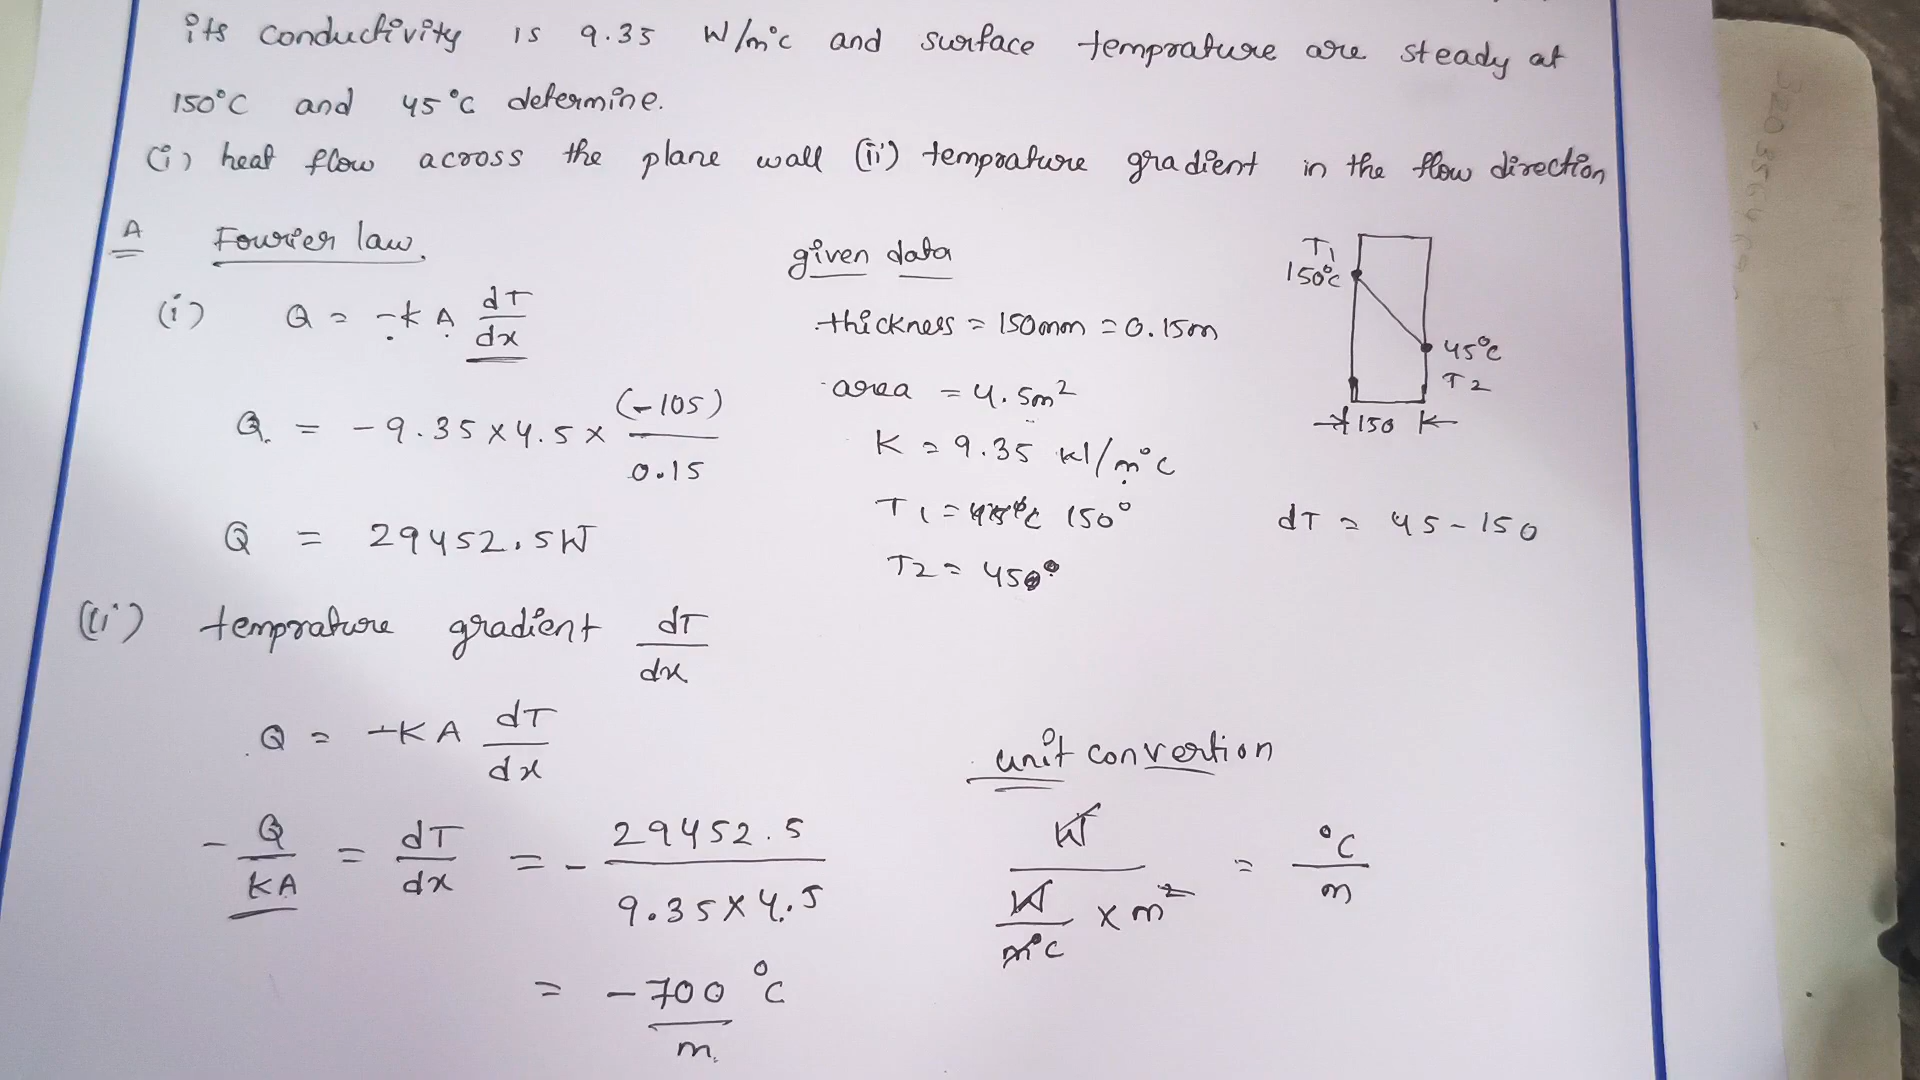 its conductivity is 9.35 W/m°c and surface temprature are steady at
150°C and 45°C determine.
(i) heat flow across the plane wall (ii) temprature gradient in the flow direction
A Fourier law.
given data
T1
150°c
(i) Q = -k A dT/dx
thickness = 150mm = 0.15m
45°C
T2
area = 4.5m²
150
Q = -9.35 x 4.5 x (-105)/0.15
K = 9.35 W/m°C
T1 = 150°
dT = 45-150
Q = 29452.5W
T2 = 45°
(ii) temprature gradient dT/dx
Q = -KA dT/dx
unit convertion
-Q/KA = dT/dx = - 29452.5/9.35x4.5
W/(W/m°C x m²) = °C/m
= -700 °C/m